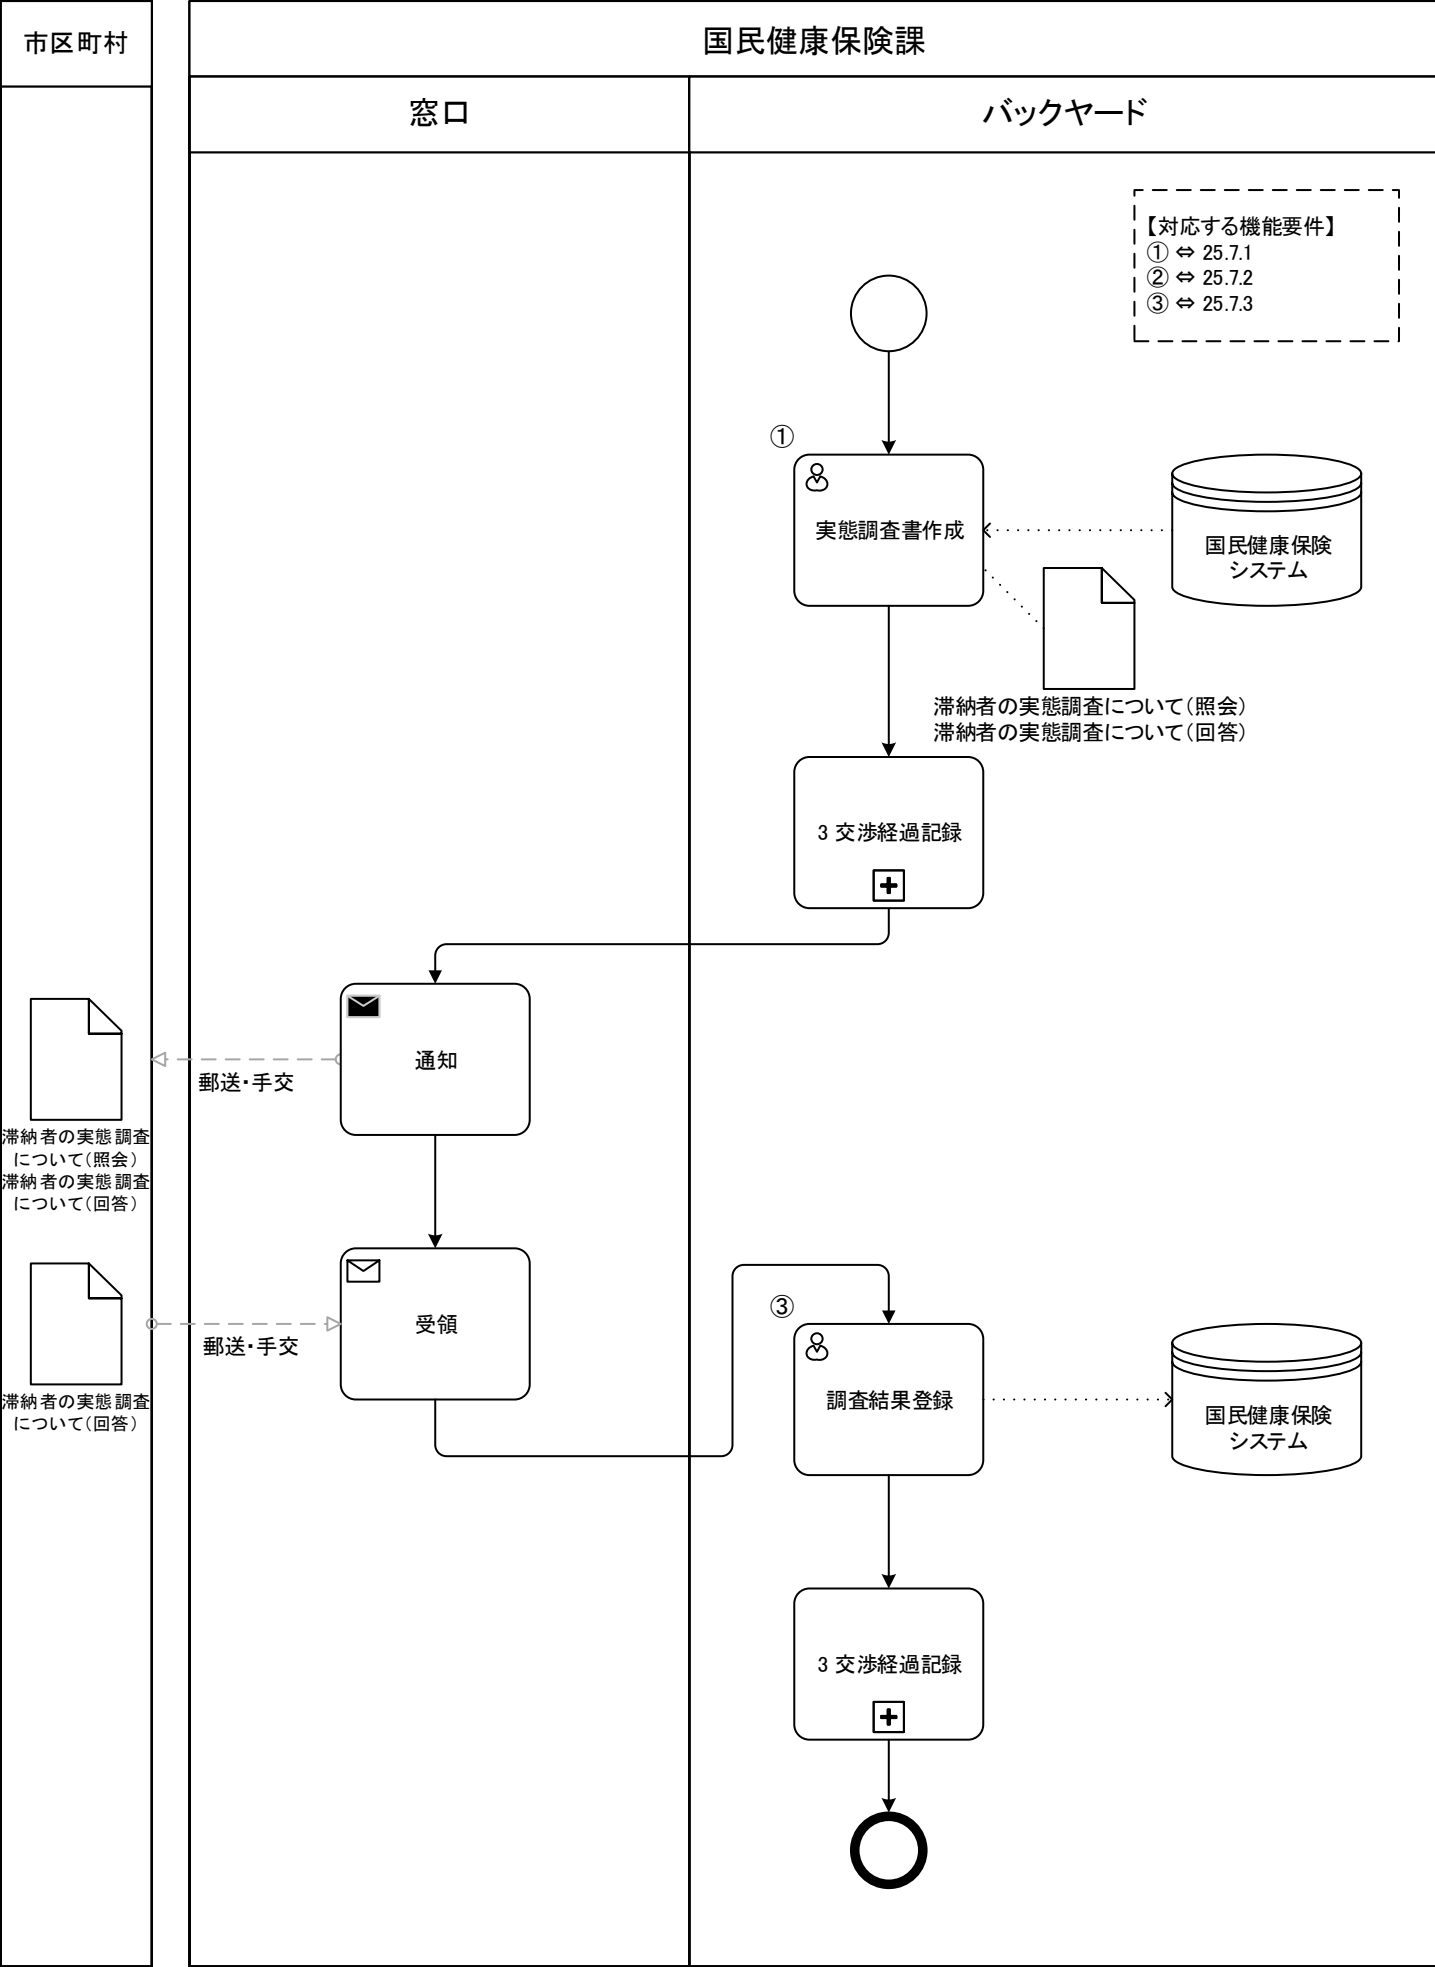 市区町村
国民健康保険課
窓口
バックヤード
【対応する機能要件】
① ⇔ 25.7.1
② ⇔ 25.7.2
③ ⇔ 25.7.3
①
実態調査書作成
国民健康保険
システム
滞納者の実態調査について（照会）
滞納者の実態調査について（回答）
3 交渉経過記録
通知
郵送・手交
滞納者の実態調査
について（照会）
滞納者の実態調査
について（回答）
受領
郵送・手交
滞納者の実態調査
について（回答）
③
調査結果登録
国民健康保険
システム
3 交渉経過記録